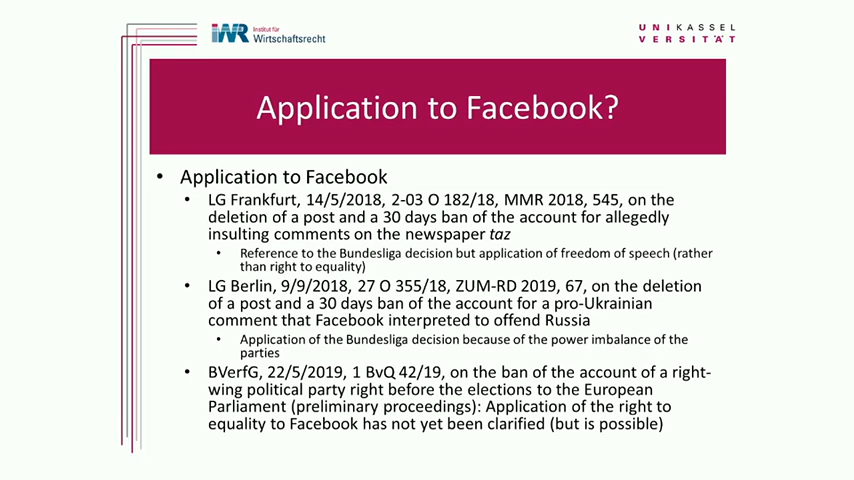 IWR Institut für
Wirtschaftsrecht
UNIKASSEL
VERSITÄT
Application to Facebook?
• Application to Facebook
• LG Frankfurt, 14/5/2018, 2-03 O 182/18, MMR 2018, 545, on the
deletion of a post and a 30 days ban of the account for allegedly
insulting comments on the newspaper taz
• Reference to the Bundesliga decision but application of freedom of speech (rather
than right to equality)
• LG Berlin, 9/9/2018, 27 O 355/18, ZUM-RD 2019, 67, on the deletion
of a post and a 30 days ban of the account for a pro-Ukrainian
comment that Facebook interpreted to offend Russia
• Application of the Bundesliga decision because of the power imbalance of the
parties
• BVerfG, 22/5/2019, 1 BvQ 42/19, on the ban of the account of a right-
wing political party right before the elections to the European
Parliament (preliminary proceedings): Application of the right to
equality to Facebook has not yet been clarified (but is possible)